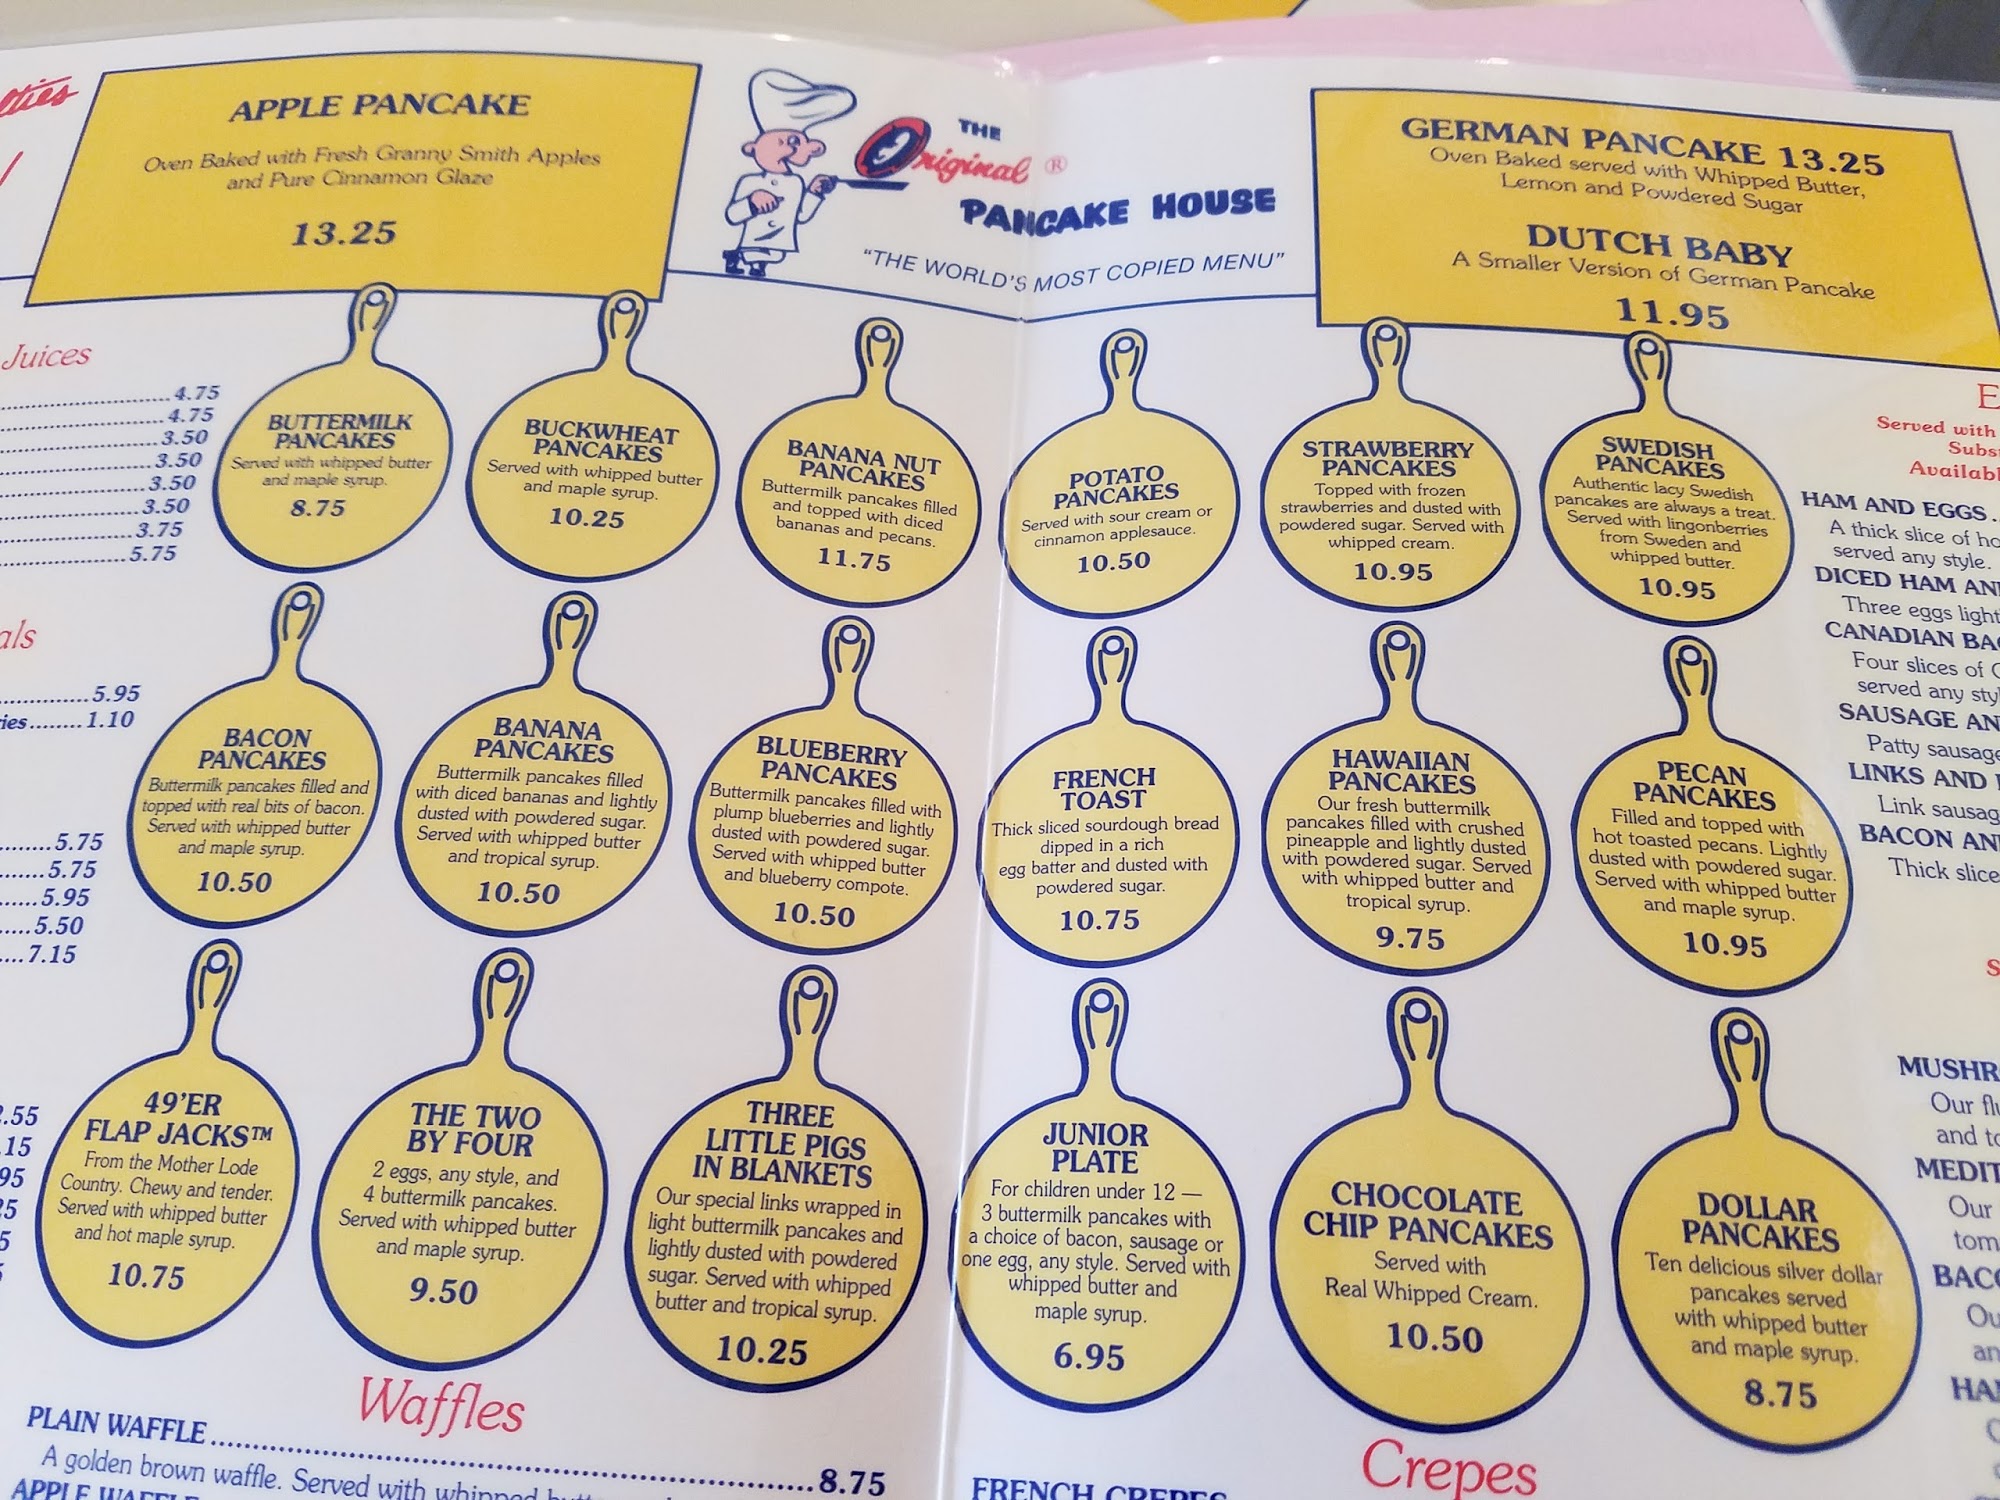 APPLE PANCAKE
Oven Baked with Fresh Granny Smith Apples
and Pure Cinnamon Glaze
13.25
THE
Original ®
PANCAKE HOUSE
"THE WORLD'S MOST COPIED MENU"
GERMAN PANCAKE 13.25
Oven Baked served with Whipped Butter,
Lemon and Powdered Sugar
DUTCH BABY
A Smaller Version of German Pancake
11.95
Juices
4.75
4.75
3.50
3.50
3.50
3.50
3.75
5.75
BUTTERMILK
PANCAKES
Served with whipped butter
and maple syrup.
8.75
BUCKWHEAT
PANCAKES
Served with whipped butter
and maple syrup.
10.25
BANANA NUT
PANCAKES
Buttermilk pancakes filled
and topped with diced
bananas and pecans.
11.75
POTATO
PANCAKES
Served with sour cream or
cinnamon applesauce.
10.50
STRAWBERRY
PANCAKES
Topped with frozen
strawberries and dusted with
powdered sugar. Served with
whipped cream.
10.95
SWEDISH
PANCAKES
Authentic lacy Swedish
pancakes are always a treat.
Served with lingonberries
from Sweden and
whipped butter.
10.95
5.95
1.10
5.75
5.75
5.95
5.50
7.15
BACON
PANCAKES
Buttermilk pancakes filled and
topped with real bits of bacon.
Served with whipped butter
and maple syrup.
10.50
BANANA
PANCAKES
Buttermilk pancakes filled
with diced bananas and lightly
dusted with powdered sugar.
Served with whipped butter
and tropical syrup.
10.50
BLUEBERRY
PANCAKES
Buttermilk pancakes filled with
plump blueberries and lightly
dusted with powdered sugar.
Served with whipped butter
and blueberry compote.
10.50
FRENCH
TOAST
Thick sliced sourdough bread
dipped in a rich
egg batter and dusted with
powdered sugar.
10.75
HAWAIIAN
PANCAKES
Our fresh buttermilk
pancakes filled with crushed
pineapple and lightly dusted
with powdered sugar. Served
with whipped butter and
tropical syrup.
9.75
PECAN
PANCAKES
Filled and topped with
hot toasted pecans. Lightly
dusted with powdered sugar.
Served with whipped butter
and maple syrup.
10.95
49'ER
FLAP JACKS™
From the Mother Lode
Country. Chewy and tender.
Served with whipped butter
and hot maple syrup.
10.75
THE TWO
BY FOUR
2 eggs, any style, and
4 buttermilk pancakes.
Served with whipped butter
and maple syrup.
9.50
THREE
LITTLE PIGS
IN BLANKETS
Our special links wrapped in
light buttermilk pancakes and
lightly dusted with powdered
sugar. Served with whipped
butter and tropical syrup.
10.25
JUNIOR
PLATE
For children under 12 —
3 buttermilk pancakes with
a choice of bacon, sausage or
one egg, any style. Served with
whipped butter and
maple syrup.
6.95
CHOCOLATE
CHIP PANCAKES
Served with
Real Whipped Cream.
10.50
DOLLAR
PANCAKES
Ten delicious silver dollar
pancakes served
with whipped butter
and maple syrup.
8.75
Served with
HAM AND EGGS
A thick slice of
served any style.
DICED HAM
Three eggs
CANADIAN
Four slices of
served any
SAUSAGE
Patty sausage
LINKS AND
Link
BACON
Thick
Our
and
Our
Waffles
PLAIN WAFFLE 8.75
A golden brown waffle. Served with whipped
APPLE WAFFLE
Crepes
FRENCH CREPES